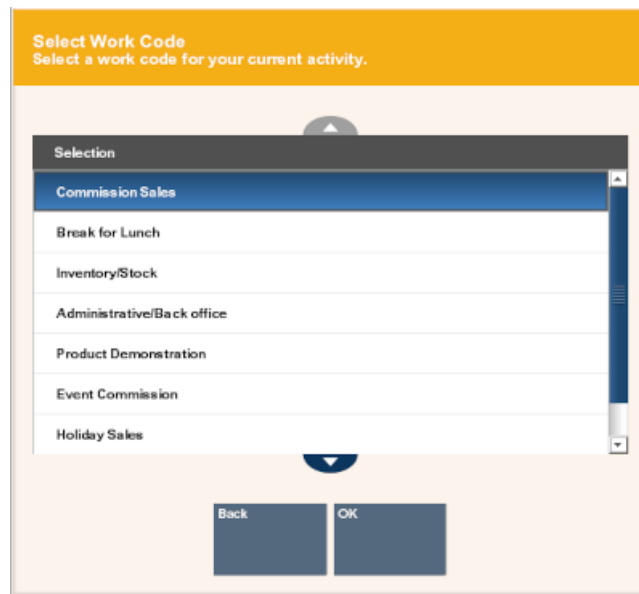 Select Work Code
Select a work code for your current activity.
Selection
Commission Sales
Break for Lunch
Inventory/Stock
Administrative/Back office
Product Demonstration
Event Commission
Holiday Sales
Back
OK